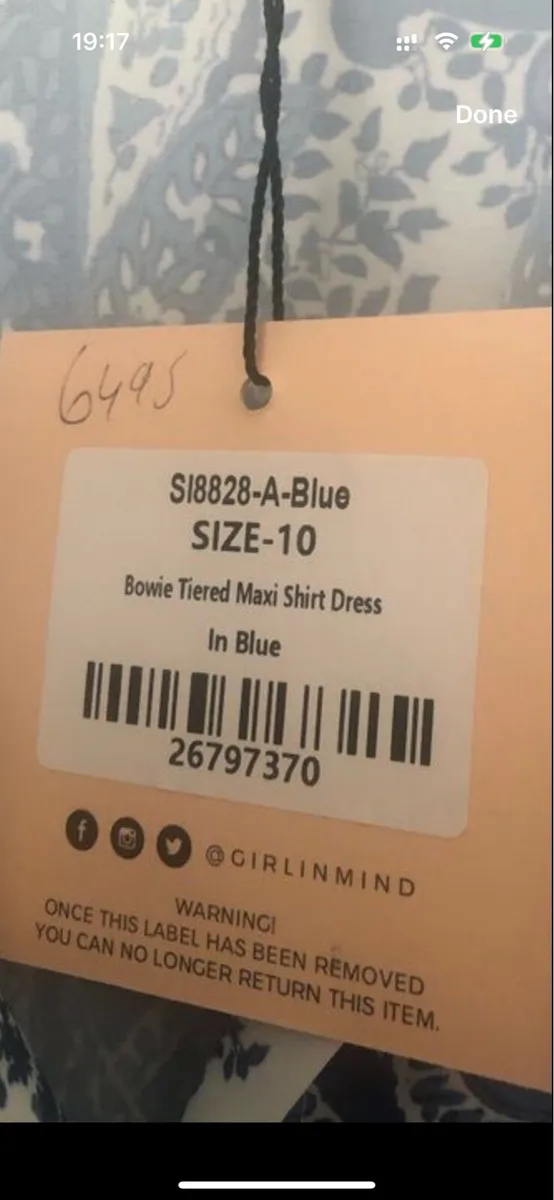 19:17
Done
6495
SI8828-A-Blue
SIZE-10
Bowie Tiered Maxi Shirt Dress
In Blue
26797370
@GIRLINMIND
WARNING!
ONCE THIS LABEL HAS BEEN REMOVED
YOU CAN NO LONGER RETURN THIS ITEM.